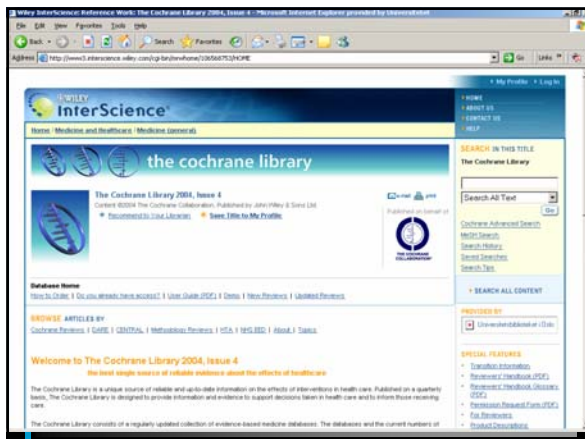 Wiley InterScience: Reference Work: The Cochrane Library 2004, Issue 4 - Microsoft Internet Explorer provided by Universitetet
File Edit View Favorites Tools Help
Back Search Favorites
Address http://www3.interscience.wiley.com/cgi-bin/mrwhome/106568753/HOME Go Links
My Profile Log In
WILEY
InterScience®
HOME
ABOUT US
CONTACT US
HELP
Home / Medicine and Healthcare / Medicine (general)
the cochrane library
The Cochrane Library 2004, Issue 4
Content ©2004 The Cochrane Collaboration. Published by John Wiley & Sons Ltd.
Recommend to Your Librarian Save Title to My Profile
e-mail print
Published on behalf of
THE COCHRANE
COLLABORATION®
Database Home
How to Order | Do you already have access? | User Guide (PDF) | Demo | New Reviews | Updated Reviews
BROWSE ARTICLES BY
Cochrane Reviews | DARE | CENTRAL | Methodology Reviews | HTA | NHS EED | About | Topics
Welcome to The Cochrane Library 2004, Issue 4
the best single source of reliable evidence about the effects of healthcare
The Cochrane Library is a unique source of reliable and up-to-date information on the effects of interventions in health care. Published on a quarterly
basis, The Cochrane Library is designed to provide information and evidence to support decisions taken in health care and to inform those receiving
care.
The Cochrane Library consists of a regularly updated collection of evidence-based medicine databases. The databases and the current numbers of
SEARCH IN THIS TITLE
The Cochrane Library
Search All Text
Go
Cochrane Advanced Search
MeSH Search
Search History
Saved Searches
Search Tips
SEARCH ALL CONTENT
PROVIDED BY
Universitetsbiblioteket i Oslo
SPECIAL FEATURES
Transition Information
Reviewers' Handbook (PDF)
Reviewers' Handbook Glossary
(PDF)
Permission Request Form (PDF)
For Reviewers
Product Descriptions